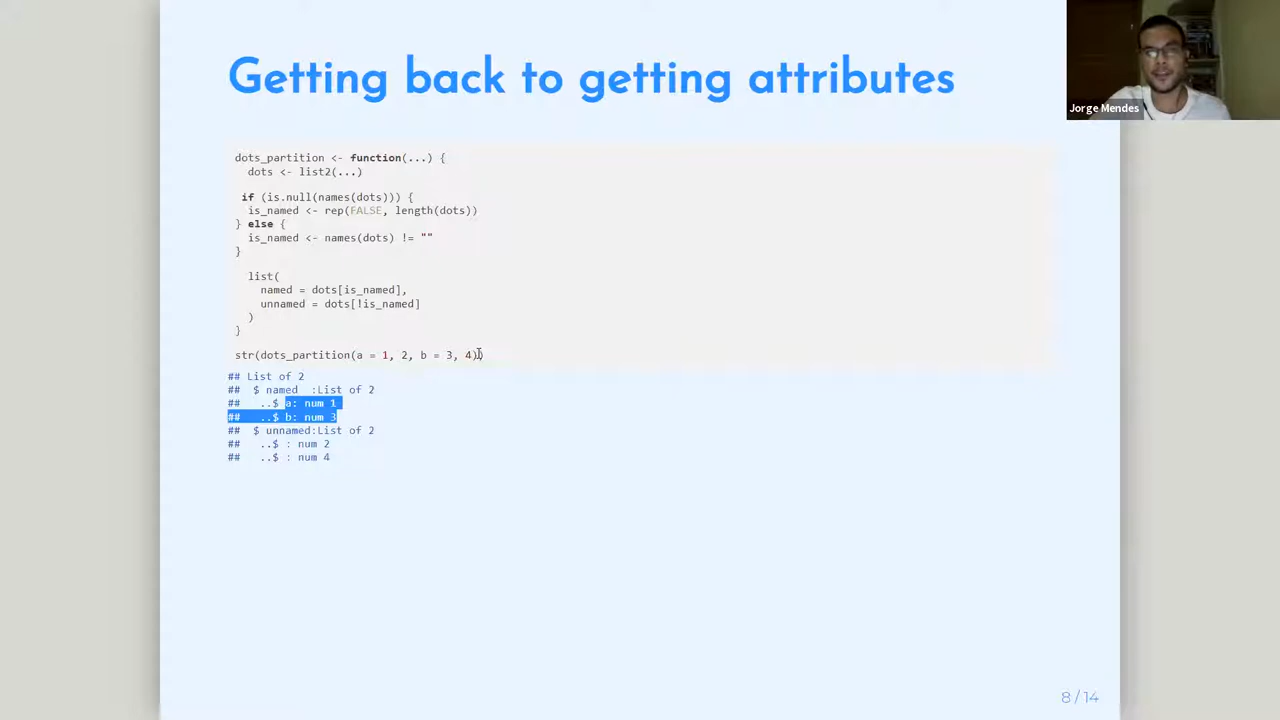 Getting back to getting attributes
Jorge Mendes
dots_partition <- function(...) {
  dots <- list2(...)
 if (is.null(names(dots))) {
  is_named <- rep(FALSE, length(dots))
} else {
  is_named <- names(dots) != ""
}
  list(
    named = dots[is_named],
    unnamed = dots[!is_named]
  )
}
str(dots_partition(a = 1, 2, b = 3, 4))
## List of 2
##  $ named  :List of 2
##   ..$ a: num 1
##   ..$ b: num 3
##  $ unnamed:List of 2
##   ..$ : num 2
##   ..$ : num 4
8 / 14